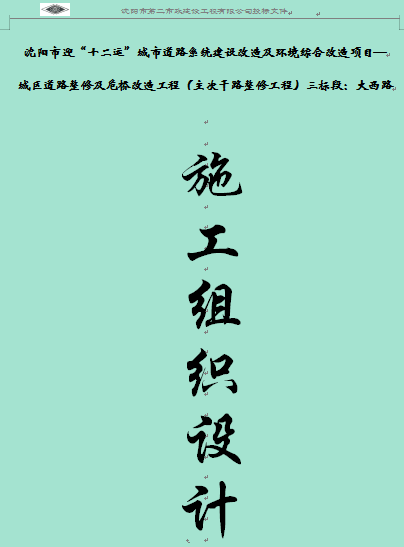 沈阳市第二市政建设工程有限公司投标文件
沈阳市迎“十二运”城市道路系统建设改造及环境综合改造项目—
城区道路整修及危桥改造工程（主次干路整修工程）三标段：大西路
施
工
组
织
设
计